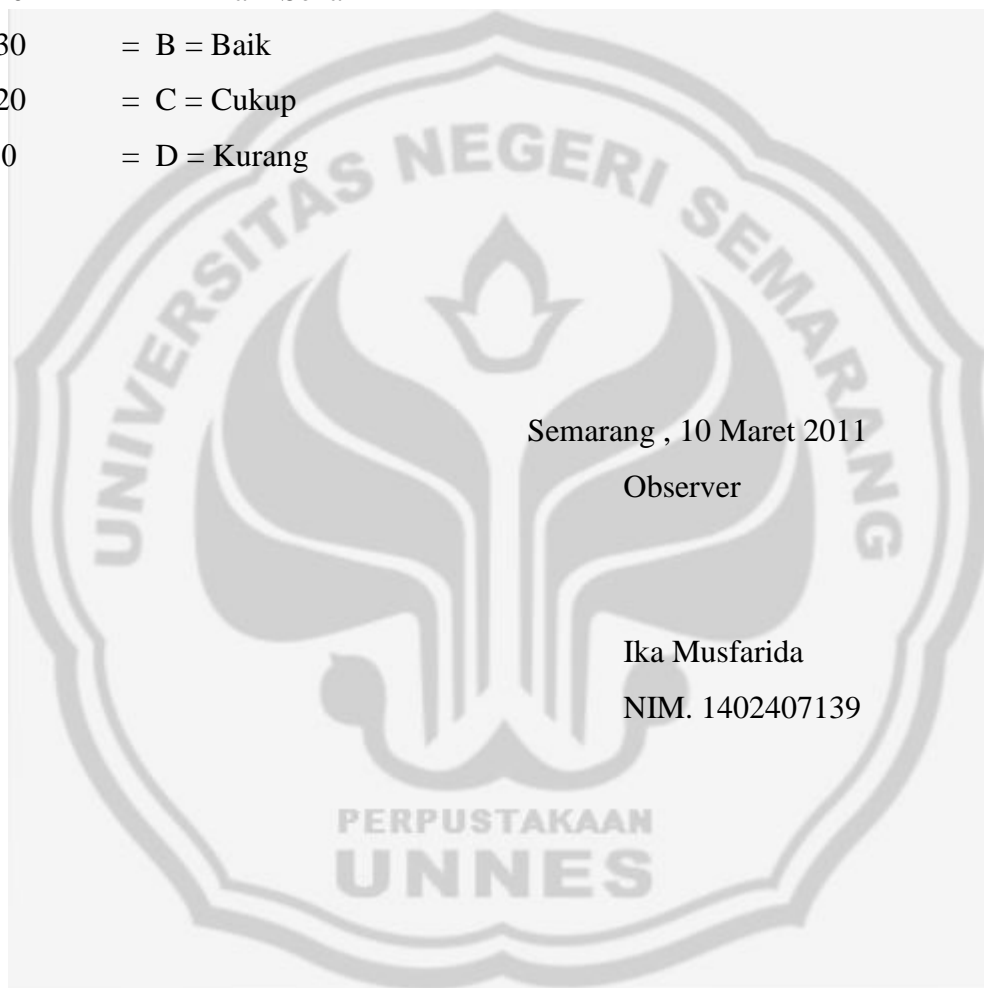 30 = B = Baik
20 = C = Cukup
0 = D = Kurang
UNIVERSITAS NEGERI SEMARANG
Semarang , 10 Maret 2011
Observer
Ika Musfarida
NIM. 1402407139
PERPUSTAKAAN
UNNES